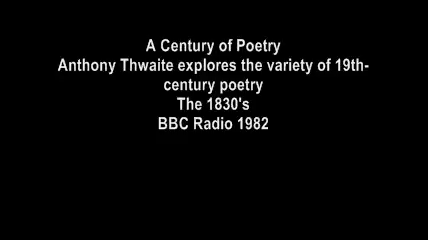 A Century of Poetry
Anthony Thwaite explores the variety of 19th-
century poetry
The 1830's
BBC Radio 1982